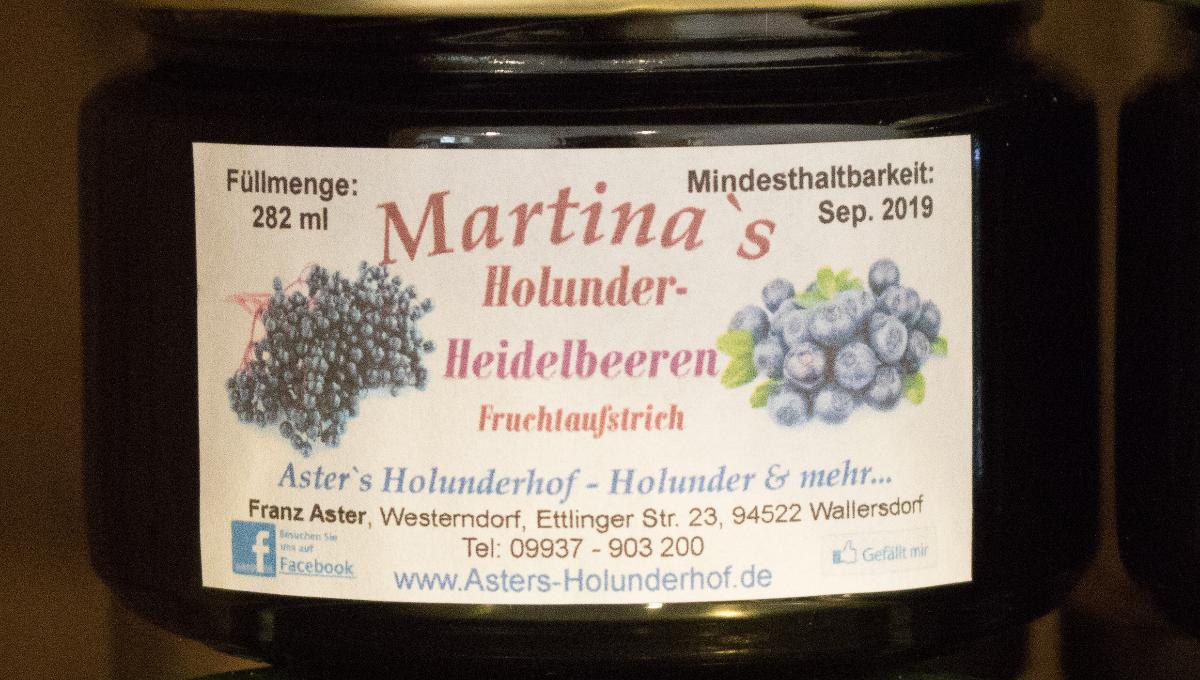 Füllmenge:
282 ml
Mindesthaltbarkeit:
Sep. 2019
Martina`s
Holunder-
Heidelbeeren
Fruchtaufstrich
Aster`s Holunderhof - Holunder & mehr...
Franz Aster, Westerndorf, Ettlinger Str. 23, 94522 Wallersdorf
Tel: 09937 - 903 200
www.Asters-Holunderhof.de
f
Besuchen Sie
uns auf
Facebook
Gefällt mir